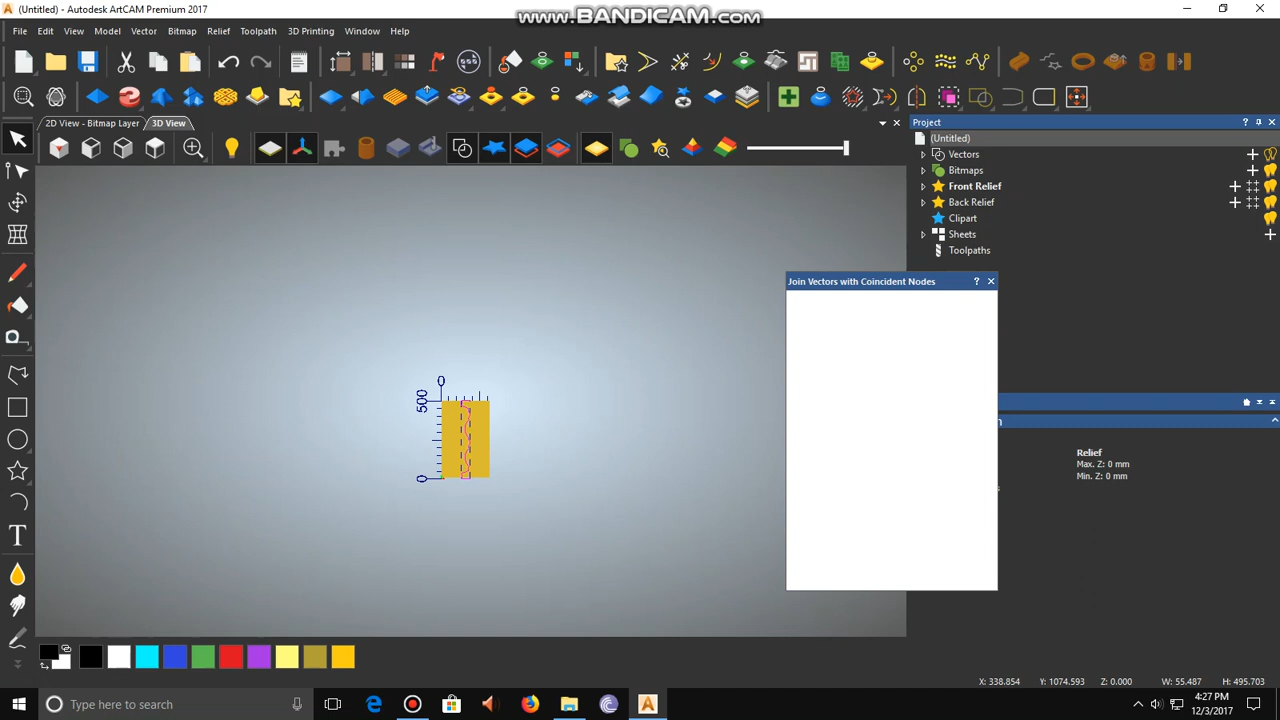 (Untitled) - Autodesk ArtCAM Premium 2017
www.BANDICAM.com
File Edit View Model Vector Bitmap Relief Toolpath 3D Printing Window Help
2D View - Bitmap Layer 3D View
Project
(Untitled)
Vectors
Bitmaps
Front Relief
Back Relief
Clipart
Sheets
Toolpaths
Join Vectors with Coincident Nodes
Relief
Max. Z: 0 mm
Min. Z: 0 mm
0
500
0
X: 338.854 Y: 1074.593 Z: 0.000 W: 55.487 H: 495.703
Type here to search
4:27 PM
12/3/2017